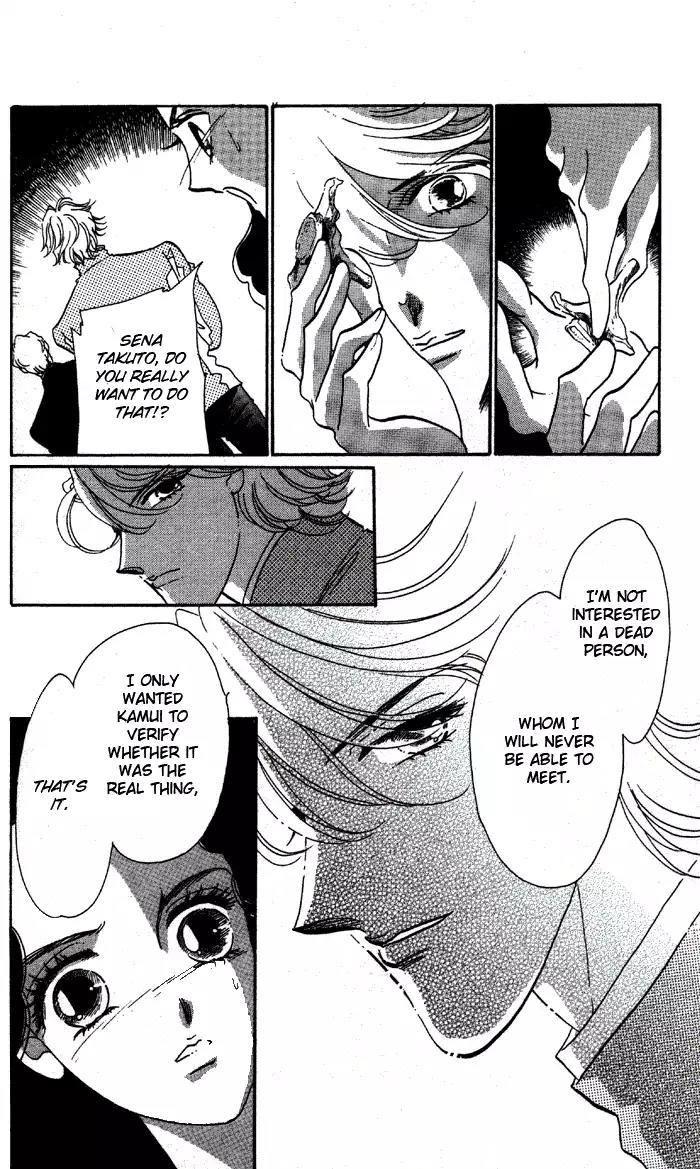 SENA
TAKUTO, DO
YOU REALLY
WANT TO DO
THAT!?
I'M NOT
INTERESTED
IN A DEAD
PERSON,
WHOM I
WILL NEVER
BE ABLE TO
MEET.
I ONLY
WANTED
KAMUI TO
VERIFY
WHETHER IT
WAS THE
REAL THING,
THAT'S
IT.